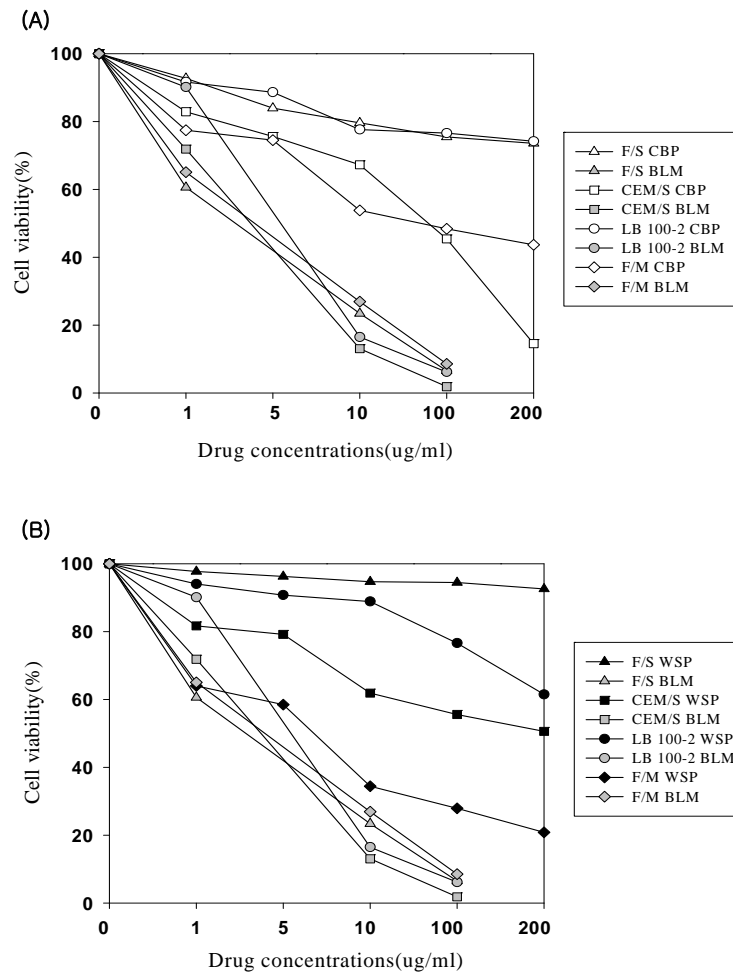 (A)
100
80
60
40
20
0
Cell viability(%)
0 1 5 10 100 200
Drug concentrations(ug/ml)
F/S CBP
F/S BLM
CEM/S CBP
CEM/S BLM
LB 100-2 CBP
LB 100-2 BLM
F/M CBP
F/M BLM
(B)
100
80
60
40
20
0
Cell viability(%)
0 1 5 10 100 200
Drug concentrations(ug/ml)
F/S WSP
F/S BLM
CEM/S WSP
CEM/S BLM
LB 100-2 WSP
LB 100-2 BLM
F/M WSP
F/M BLM